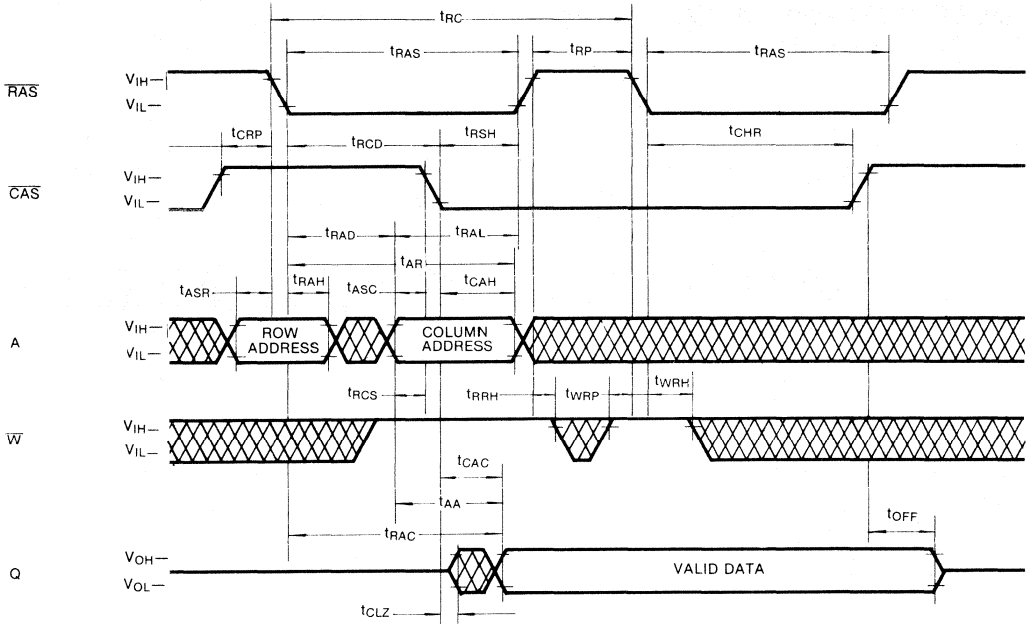 tRC
tRAS tRP tRAS
RAS VIH
VIL
tCRP tRCD tRSH tCHR
CAS VIH
VIL
tRAD tRAL
tAR
tASR tRAH tASC tCAH
A VIH ROW ADDRESS COLUMN ADDRESS
VIL
tRCS tRRH tWRP tWRH
W VIH
VIL
tCAC
tAA
tRAC tOFF
Q VOH VALID DATA
VOL
tCLZ